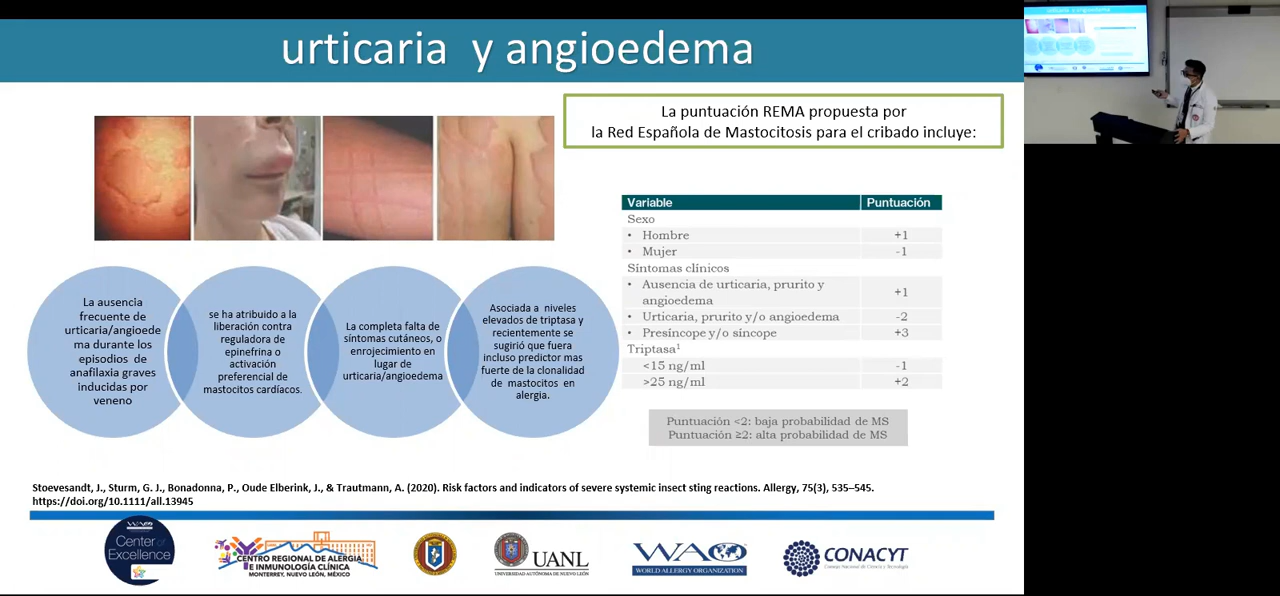 urticaria y angioedema
La puntuación REMA propuesta por
la Red Española de Mastocitosis para el cribado incluye:
La ausencia
frecuente de
urticaria/angioede
ma durante los
episodios de
anafilaxia graves
inducidas por
veneno
se ha atribuido a la
liberación contra
reguladora de
epinefrina o
activación
preferencial de
mastocitos cardíacos.
La completa falta de
síntomas cutáneos, o
enrojecimiento en
lugar de
urticaria/angioedema
Asociada a niveles
elevados de triptasa y
recientemente se
sugirió que fuera
incluso predictor mas
fuerte de la clonalidad
de mastocitos en
alergia.
Variable Puntuación
Sexo
• Hombre +1
• Mujer -1
Síntomas clínicos
• Ausencia de urticaria, prurito y
angioedema +1
• Urticaria, prurito y/o angioedema -2
• Presíncope y/o síncope +3
Triptasa¹
<15 ng/ml -1
>25 ng/ml +2
Puntuación <2: baja probabilidad de MS
Puntuación ≥2: alta probabilidad de MS
Stoevesandt, J., Sturm, G. J., Bonadonna, P., Oude Elberink, J., & Trautmann, A. (2020). Risk factors and indicators of severe systemic insect sting reactions. Allergy, 75(3), 535–545.
https://doi.org/10.1111/all.13945
WAO
Center of
Excellence
CENTRO REGIONAL DE ALERGIA
E INMUNOLOGÍA CLÍNICA
MONTERREY, NUEVO LEÓN, MÉXICO
UANL
UNIVERSIDAD AUTÓNOMA DE NUEVO LEÓN
WAO
WORLD ALLERGY ORGANIZATION
CONACYT
Consejo Nacional de Ciencia y Tecnología
urticaria y angioedema